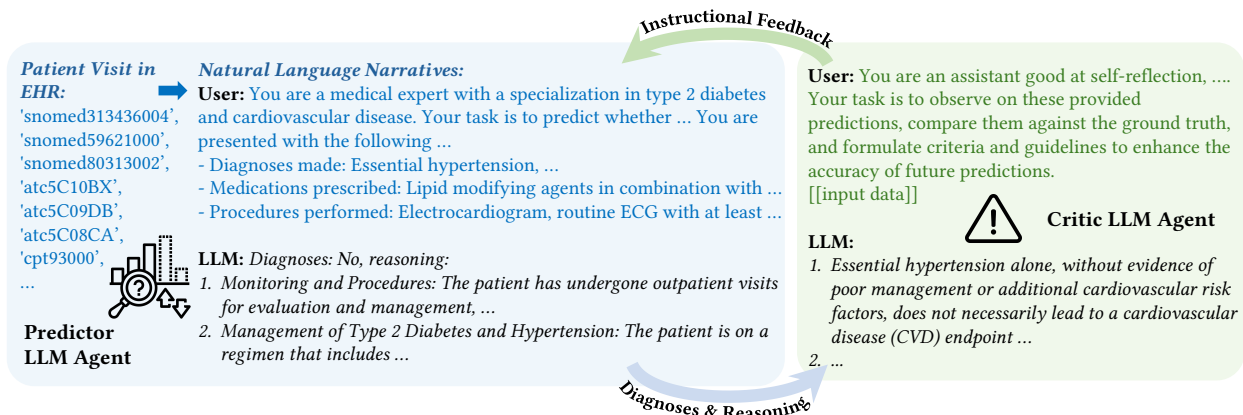 Instructional Feedback
Patient Visit in
EHR:
'snomed313436004',
'snomed59621000',
'snomed80313002',
'atc5C10BX',
'atc5C09DB',
'atc5C08CA',
'cpt93000',
...
Predictor
LLM Agent
Natural Language Narratives:
User: You are a medical expert with a specialization in type 2 diabetes
and cardiovascular disease. Your task is to predict whether ... You are
presented with the following ...
- Diagnoses made: Essential hypertension, ...
- Medications prescribed: Lipid modifying agents in combination with ...
- Procedures performed: Electrocardiogram, routine ECG with at least ...
LLM: Diagnoses: No, reasoning:
1. Monitoring and Procedures: The patient has undergone outpatient visits
for evaluation and management, ...
2. Management of Type 2 Diabetes and Hypertension: The patient is on a
regimen that includes ...
User: You are an assistant good at self-reflection, ....
Your task is to observe on these provided
predictions, compare them against the ground truth,
and formulate criteria and guidelines to enhance the
accuracy of future predictions.
[[input data]]
Critic LLM Agent
LLM:
1. Essential hypertension alone, without evidence of
poor management or additional cardiovascular risk
factors, does not necessarily lead to a cardiovascular
disease (CVD) endpoint ...
2. ...
Diagnoses & Reasoning